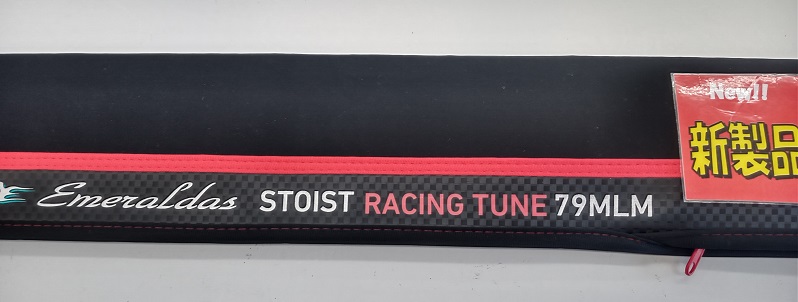 New!!
新製品
Emeraldas STOIST RACING TUNE 79MLM